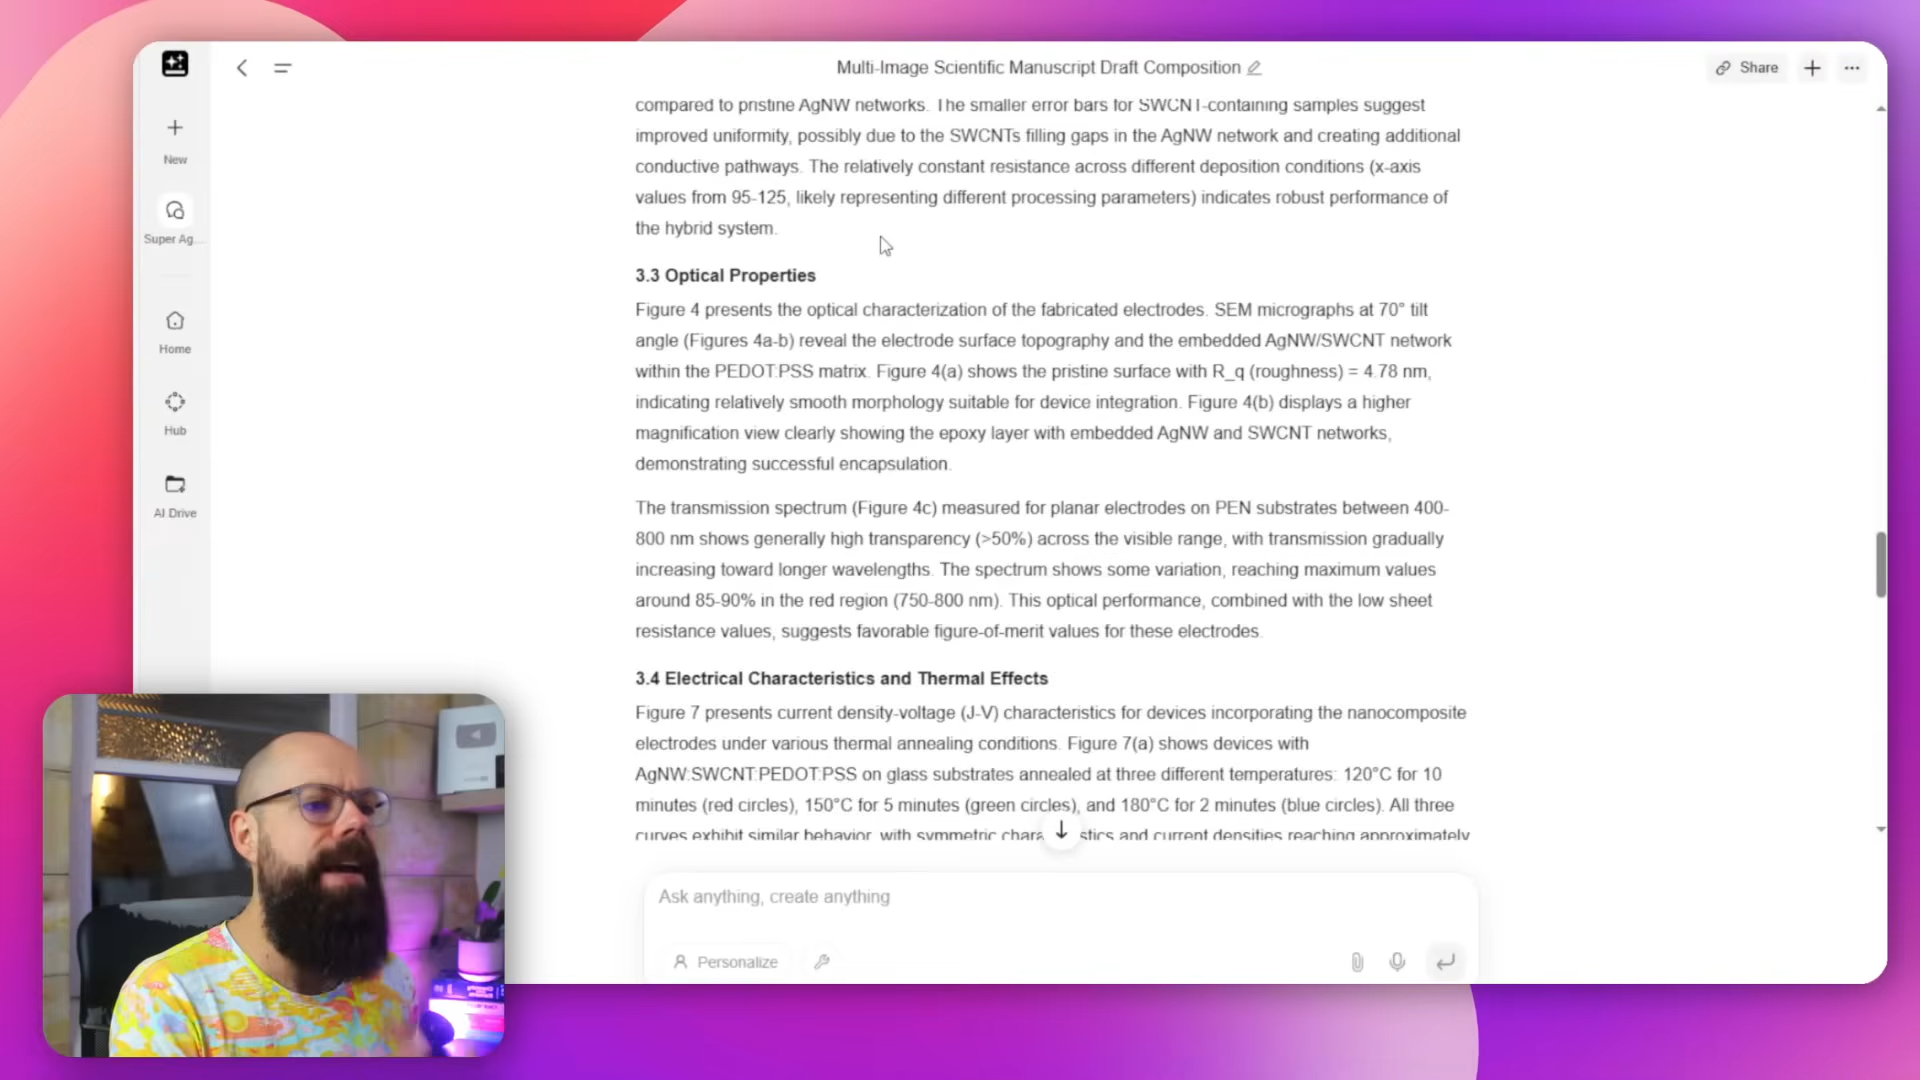 Multi-Image Scientific Manuscript Draft Composition
Share
New
Super Ag...
Home
Hub
AI Drive
compared to pristine AgNW networks. The smaller error bars for SWCNT-containing samples suggest
improved uniformity, possibly due to the SWCNTs filling gaps in the AgNW network and creating additional
conductive pathways. The relatively constant resistance across different deposition conditions (x-axis
values from 95-125, likely representing different processing parameters) indicates robust performance of
the hybrid system.
3.3 Optical Properties
Figure 4 presents the optical characterization of the fabricated electrodes. SEM micrographs at 70° tilt
angle (Figures 4a-b) reveal the electrode surface topography and the embedded AgNW/SWCNT network
within the PEDOT:PSS matrix. Figure 4(a) shows the pristine surface with R_q (roughness) = 4.78 nm,
indicating relatively smooth morphology suitable for device integration. Figure 4(b) displays a higher
magnification view clearly showing the epoxy layer with embedded AgNW and SWCNT networks,
demonstrating successful encapsulation.
The transmission spectrum (Figure 4c) measured for planar electrodes on PEN substrates between 400-
800 nm shows generally high transparency (>50%) across the visible range, with transmission gradually
increasing toward longer wavelengths. The spectrum shows some variation, reaching maximum values
around 85-90% in the red region (750-800 nm). This optical performance, combined with the low sheet
resistance values, suggests favorable figure-of-merit values for these electrodes.
3.4 Electrical Characteristics and Thermal Effects
Figure 7 presents current density-voltage (J-V) characteristics for devices incorporating the nanocomposite
electrodes under various thermal annealing conditions. Figure 7(a) shows devices with
AgNW:SWCNT:PEDOT:PSS on glass substrates annealed at three different temperatures: 120°C for 10
minutes (red circles), 150°C for 5 minutes (green circles), and 180°C for 2 minutes (blue circles). All three
curves exhibit similar behavior, with symmetric and current densities reaching approximately
Ask anything, create anything
Personalize